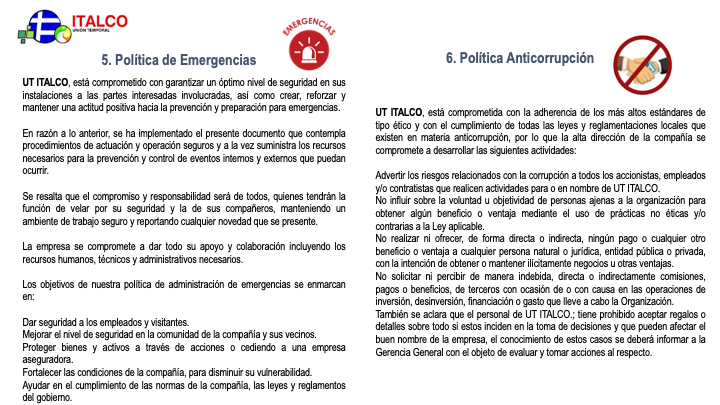 ITALCO
UNIÓN TEMPORAL
5. Política de Emergencias
EMERGENCIAS
UT ITALCO, está comprometido con garantizar un óptimo nivel de seguridad en sus
instalaciones a las partes interesadas involucradas, así como crear, reforzar y
mantener una actitud positiva hacia la prevención y preparación para emergencias.
En razón a lo anterior, se ha implementado el presente documento que contempla
procedimientos de actuación y operación seguros y a la vez suministra los recursos
necesarios para la prevención y control de eventos internos y externos que puedan
ocurrir.
Se resalta que el compromiso y responsabilidad será de todos, quienes tendrán la
función de velar por su seguridad y la de sus compañeros, manteniendo un
ambiente de trabajo seguro y reportando cualquier novedad que se presente.
La empresa se compromete a dar todo su apoyo y colaboración incluyendo los
recursos humanos, técnicos y administrativos necesarios.
Los objetivos de nuestra política de administración de emergencias se enmarcan
en:
Dar seguridad a los empleados y visitantes.
Mejorar el nivel de seguridad en la comunidad de la compañía y sus vecinos.
Proteger bienes y activos a través de acciones o cediendo a una empresa
aseguradora.
Fortalecer las condiciones de la compañía, para disminuir su vulnerabilidad.
Ayudar en el cumplimiento de las normas de la compañía, las leyes y reglamentos
del gobierno.
6. Política Anticorrupción
UT ITALCO, está comprometida con la adherencia de los más altos estándares de
tipo ético y con el cumplimiento de todas las leyes y reglamentaciones locales que
existen en materia anticorrupción, por lo que la alta dirección de la compañía se
compromete a desarrollar las siguientes actividades:
Advertir los riesgos relacionados con la corrupción a todos los accionistas, empleados
y/o contratistas que realicen actividades para o en nombre de UT ITALCO.
No influir sobre la voluntad u objetividad de personas ajenas a la organización para
obtener algún beneficio o ventaja mediante el uso de prácticas no éticas y/o
contrarias a la Ley aplicable.
No realizar ni ofrecer, de forma directa o indirecta, ningún pago o cualquier otro
beneficio o ventaja a cualquier persona natural o jurídica, entidad pública o privada,
con la intención de obtener o mantener ilícitamente negocios u otras ventajas.
No solicitar ni percibir de manera indebida, directa o indirectamente comisiones,
pagos o beneficios, de terceros con ocasión de o con causa en las operaciones de
inversión, desinversión, financiación o gasto que lleve a cabo la Organización.
También se aclara que el personal de UT ITALCO.; tiene prohibido aceptar regalos o
detalles sobre todo si estos inciden en la toma de decisiones y que pueden afectar el
buen nombre de la empresa, el conocimiento de estos casos se deberá informar a la
Gerencia General con el objeto de evaluar y tomar acciones al respecto.